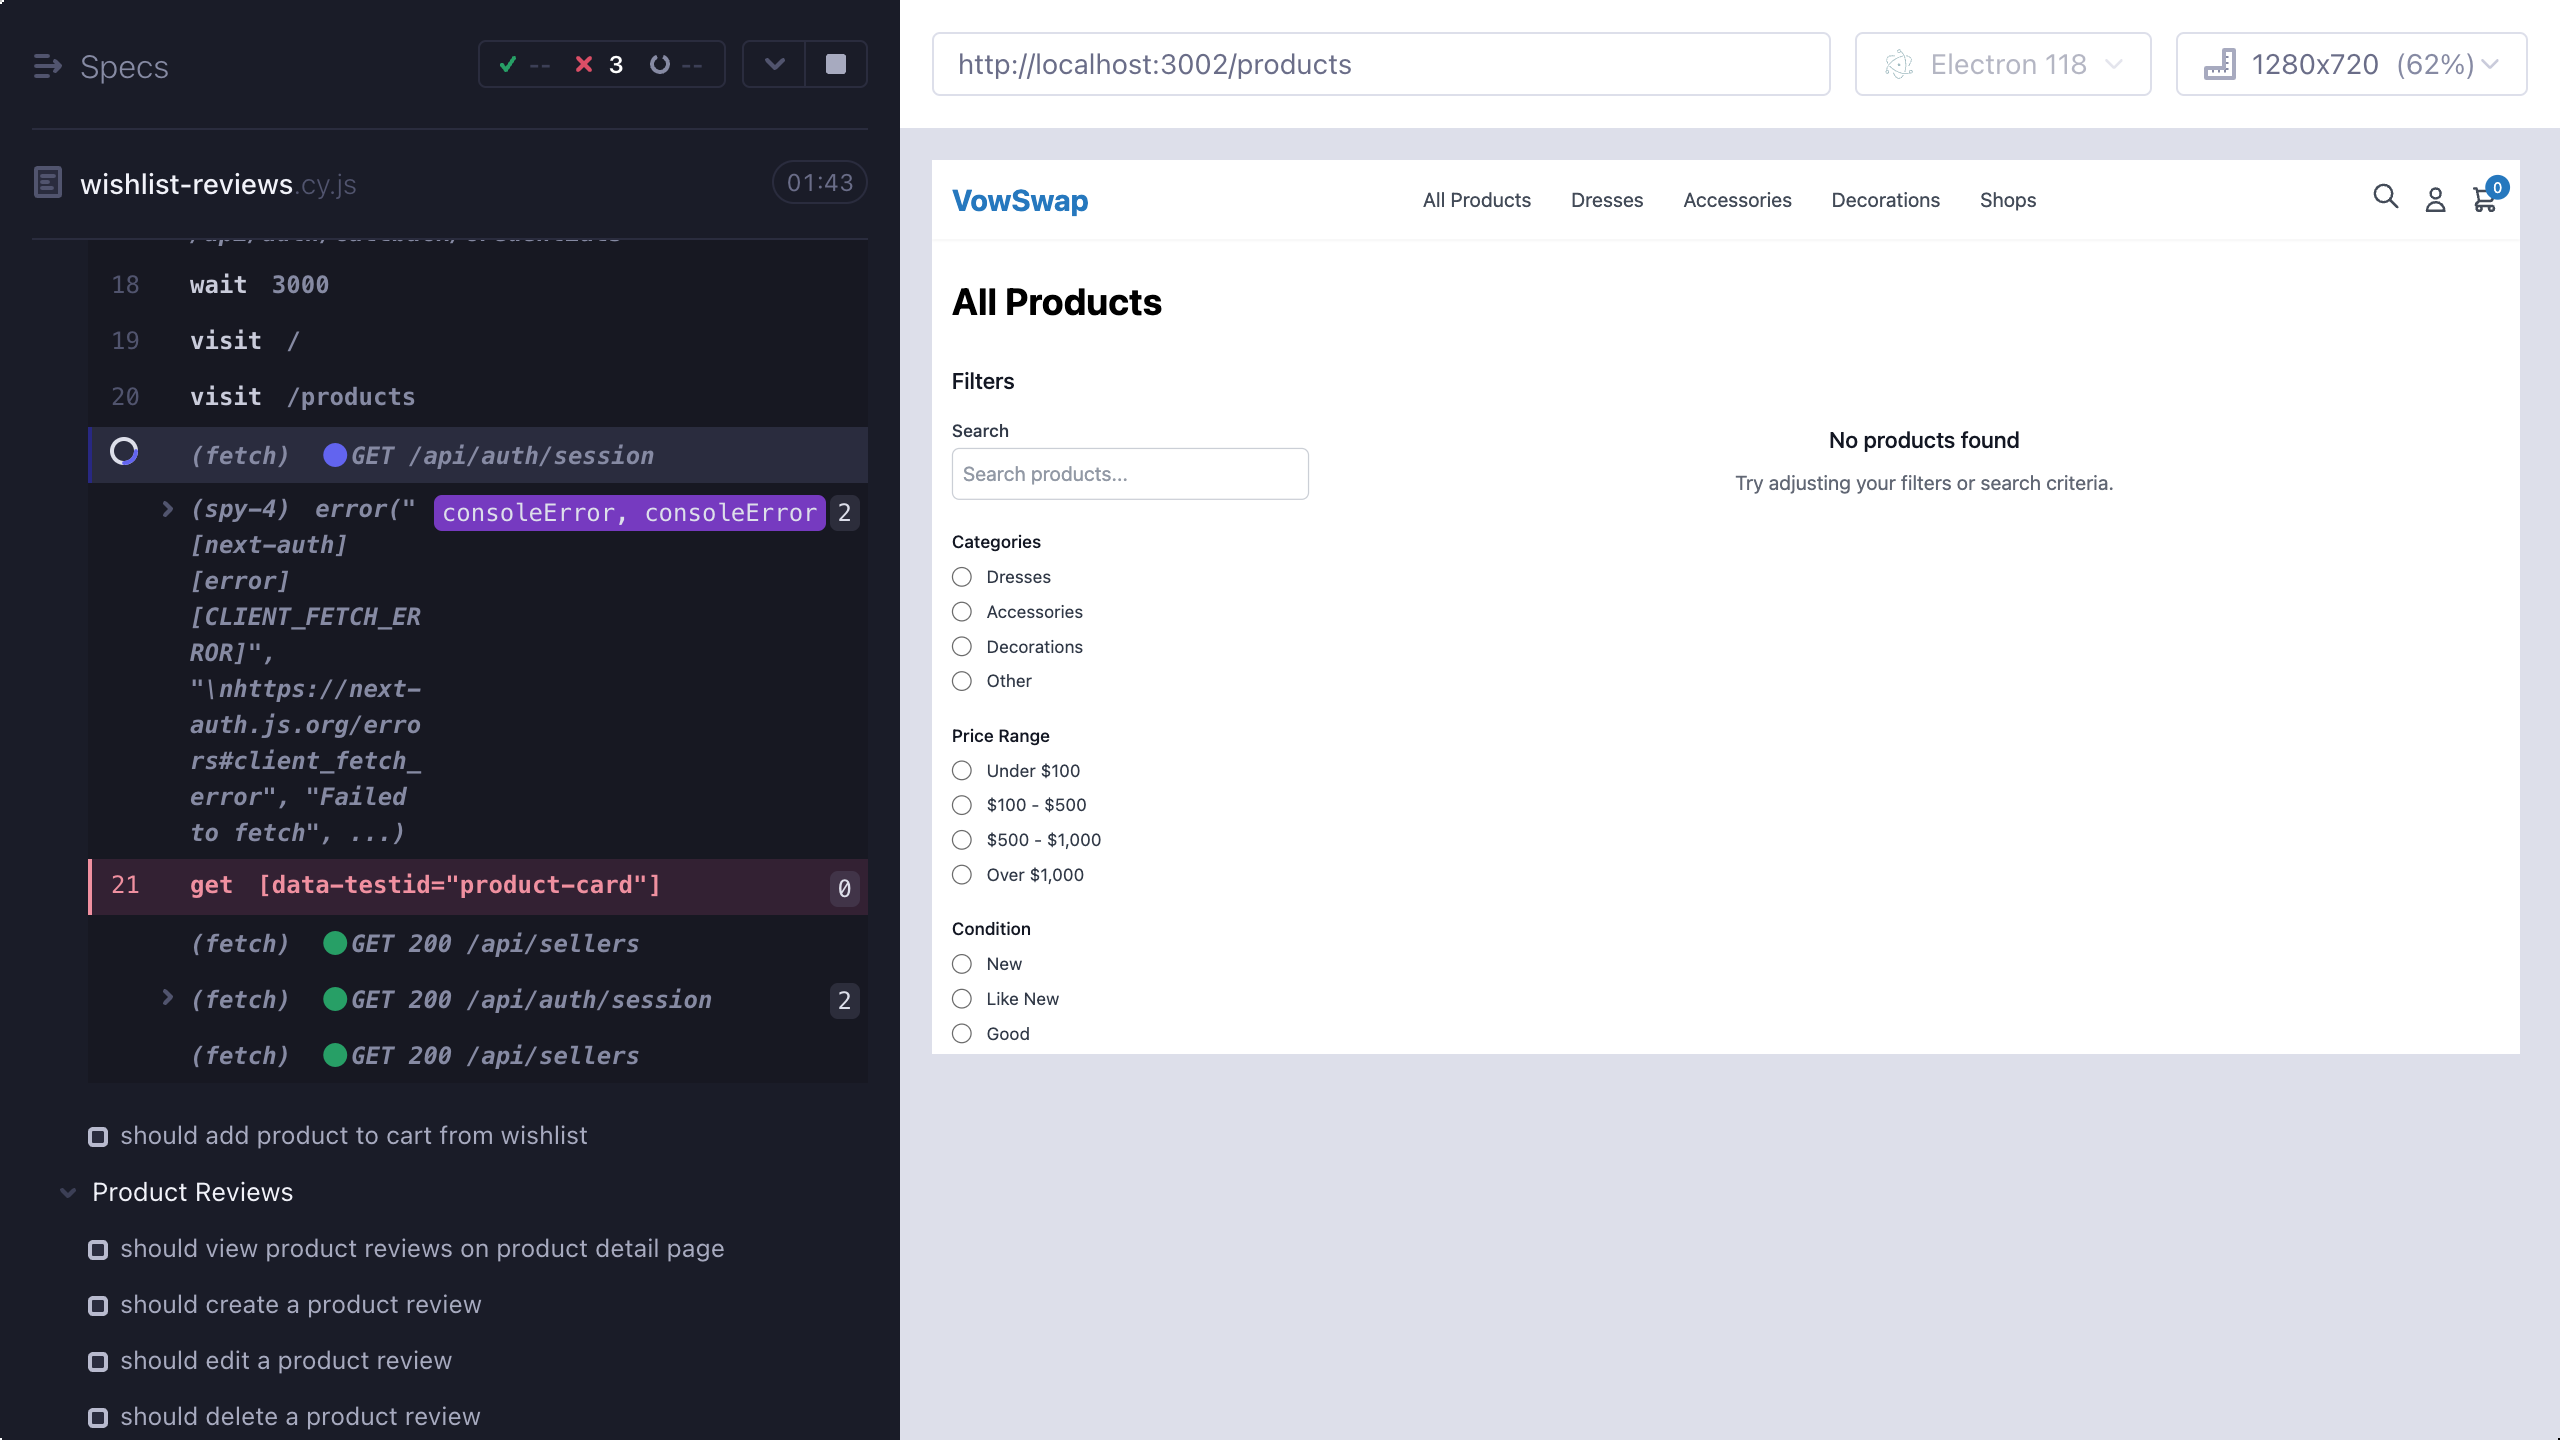 Specs
-- 3 --
wishlist-reviews.cy.js 01:43
18 wait 3000
19 visit /
20 visit /products
(fetch) GET /api/auth/session
(spy-4) error(" consoleError, consoleError 2
[next-auth]
[error]
[CLIENT_FETCH_ER
ROR]",
"\nhttps://next-
auth.js.org/erro
rs#client_fetch_
error", "Failed
to fetch", ...)
21 get [data-testid="product-card"] 0
(fetch) GET 200 /api/sellers
(fetch) GET 200 /api/auth/session 2
(fetch) GET 200 /api/sellers
should add product to cart from wishlist
Product Reviews
should view product reviews on product detail page
should create a product review
should edit a product review
should delete a product review
http://localhost:3002/products Electron 118 1280x720 (62%)
VowSwap All Products Dresses Accessories Decorations Shops 0
All Products
Filters
Search
Search products...
Categories
Dresses
Accessories
Decorations
Other
Price Range
Under $100
$100 - $500
$500 - $1,000
Over $1,000
Condition
New
Like New
Good
No products found
Try adjusting your filters or search criteria.